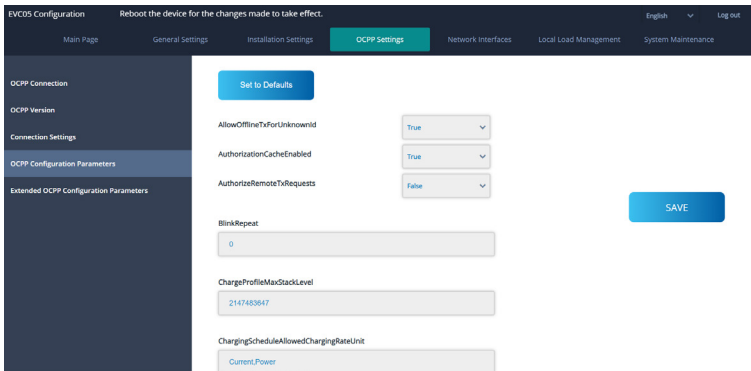 EVC05 Configuration Reboot the device for the changes made to take effect. English Log out
Main Page General Settings Installation Settings OCPP Settings Network Interfaces Local Load Management System Maintenance
OCPP Connection
OCPP Version
Connection Settings
OCPP Configuration Parameters
Extended OCPP Configuration Parameters
Set to Defaults
AllowOfflineTxForUnknownId True
AuthorizationCacheEnabled True
AuthorizeRemoteTxRequests False
BlinkRepeat
0
ChargeProfileMaxStackLevel
2147483647
ChargingScheduleAllowedChargingRateUnit
Current,Power
SAVE